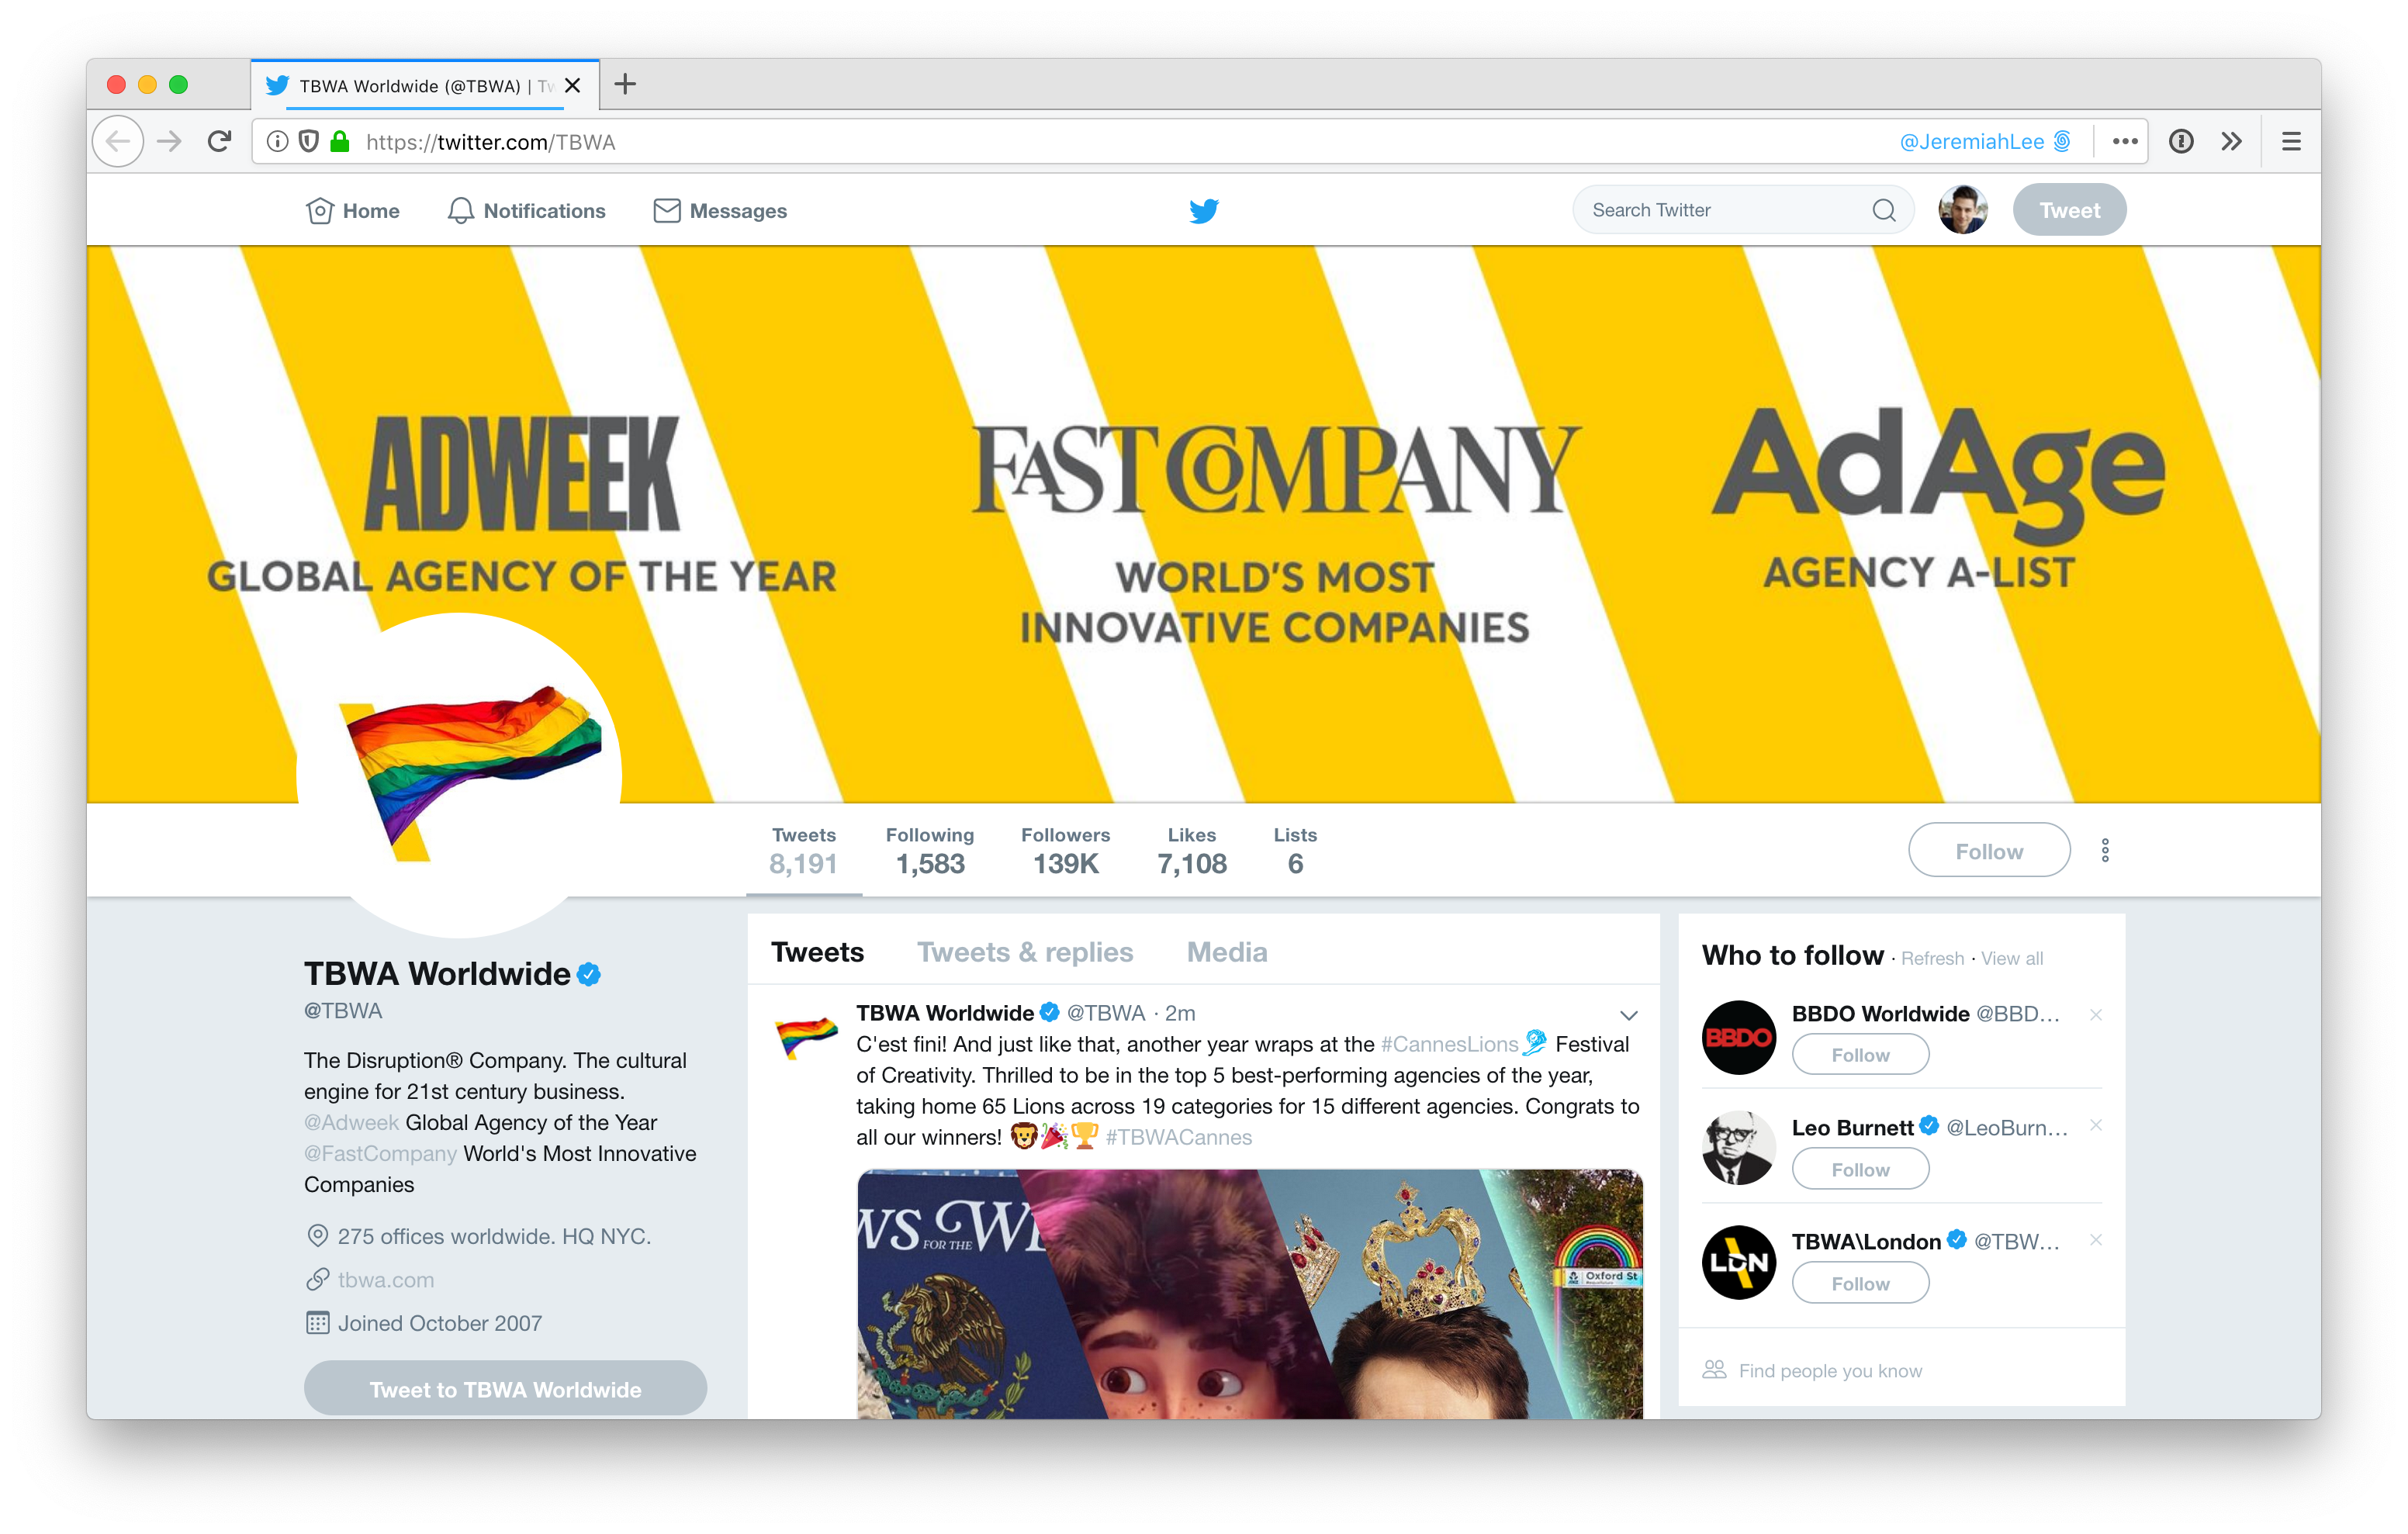 TBWA Worldwide (@TBWA) | Tw
https://twitter.com/TBWA
@JeremiahLee
Home
Notifications
Messages
Search Twitter
Tweet
ADWEEK
GLOBAL AGENCY OF THE YEAR
FAST COMPANY
WORLD'S MOST
INNOVATIVE COMPANIES
AdAge
AGENCY A-LIST
Tweets
8,191
Following
1,583
Followers
139K
Likes
7,108
Lists
6
Follow
TBWA Worldwide
@TBWA
The Disruption® Company. The cultural
engine for 21st century business.
@Adweek Global Agency of the Year
@FastCompany World's Most Innovative
Companies
275 offices worldwide. HQ NYC.
tbwa.com
Joined October 2007
Tweet to TBWA Worldwide
Tweets
Tweets & replies
Media
TBWA Worldwide @TBWA · 2m
C'est fini! And just like that, another year wraps at the #CannesLions Festival
of Creativity. Thrilled to be in the top 5 best-performing agencies of the year,
taking home 65 Lions across 19 categories for 15 different agencies. Congrats to
all our winners! 🦁🎉🏆 #TBWACannes
WS
FOR THE
Oxford St
Who to follow · Refresh · View all
BBDO
BBDO Worldwide @BBD...
Follow
Leo Burnett @LeoBurn...
Follow
LDN
TBWA\London @TBW...
Follow
Find people you know